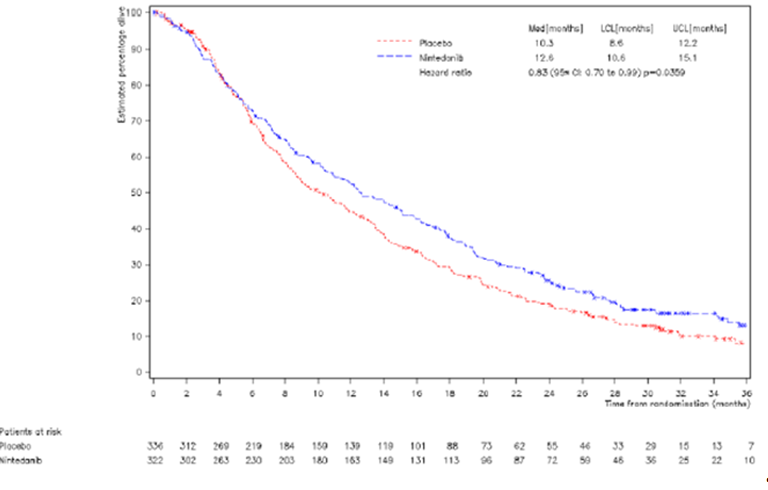 Estimated percentage alive
100
90
80
70
60
50
40
30
20
10
0
Med[months] LCL[months] UCL[months]
Placebo 10.3 8.6 12.2
Nintedanib 12.6 10.6 15.1
Hazard ratio 0.83 (95% CI: 0.70 to 0.99) p=0.0359
0 2 4 6 8 10 12 14 16 18 20 22 24 26 28 30 32 34 36
Time from randomisation (months)
Patients at risk
Placebo 336 312 269 219 184 159 139 119 101 88 73 62 55 46 33 29 15 13 7
Nintedanib 322 302 263 230 203 180 163 149 131 113 96 87 72 59 46 36 25 22 10